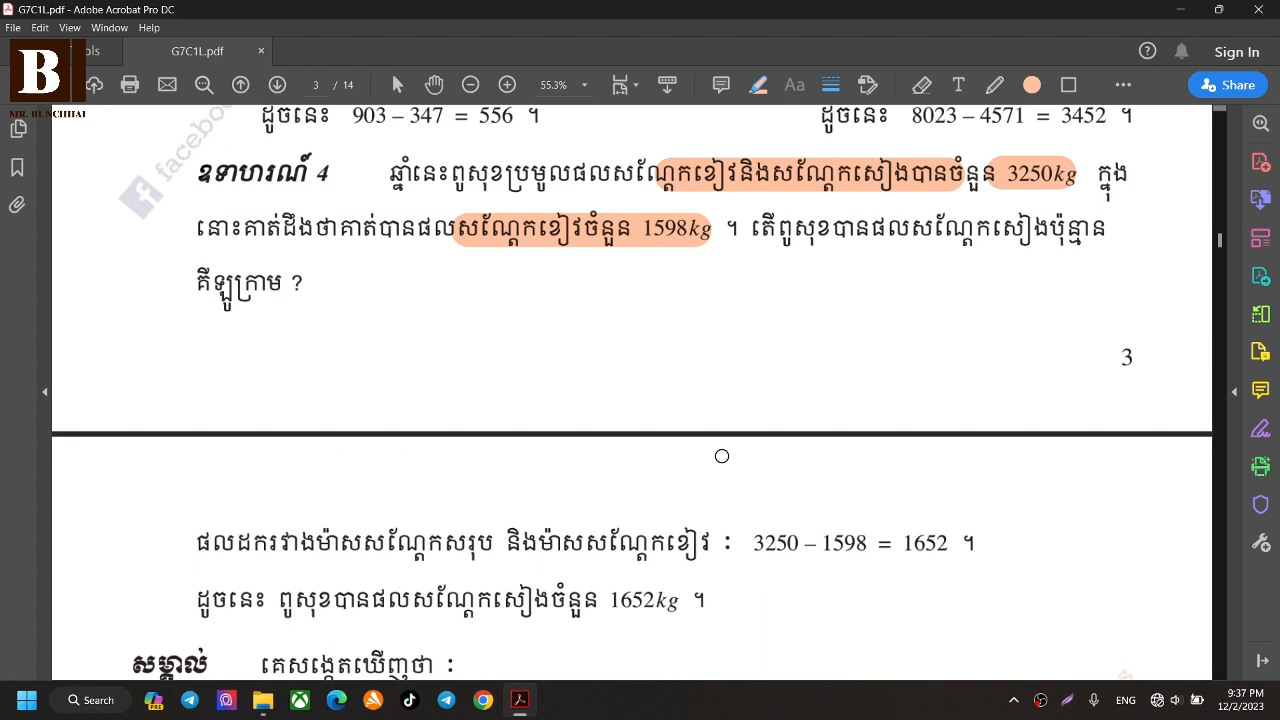 G7C1L.pdf - Adobe Acrobat Pro DC
File Edit View Window Help
B ols G7C1L.pdf × Sign In
3 / 14 55.3% Share
MR. BUNCHHAI
ដូចនេះ 903 – 347 = 556 ។ ដូចនេះ 8023 – 4571 = 3452 ។
faceboo
ឧទាហរណ៍ 4 ឆ្នាំនេះពូសុខប្រមូលផលសណ្តែកខៀវនិងសណ្តែកសៀងបានចំនួន 3250kg ក្នុង
នោះគាត់ដឹងថាគាត់បានផលសណ្តែកខៀវចំនួន 1598kg ។ តើពូសុខបានផលសណ្តែកសៀងប៉ុន្មាន
គីឡូក្រាម ?
3
ផលដករវាងម៉ាសសណ្តែកសរុប និងម៉ាសសណ្តែកខៀវ : 3250 – 1598 = 1652 ។
ដូចនេះ ពូសុខបានផលសណ្តែកសៀងចំនួន 1652kg ។
សម្គាល់ គេសង្កេតឃើញថា :
Search ENG 9:37 PM
12/2/2023